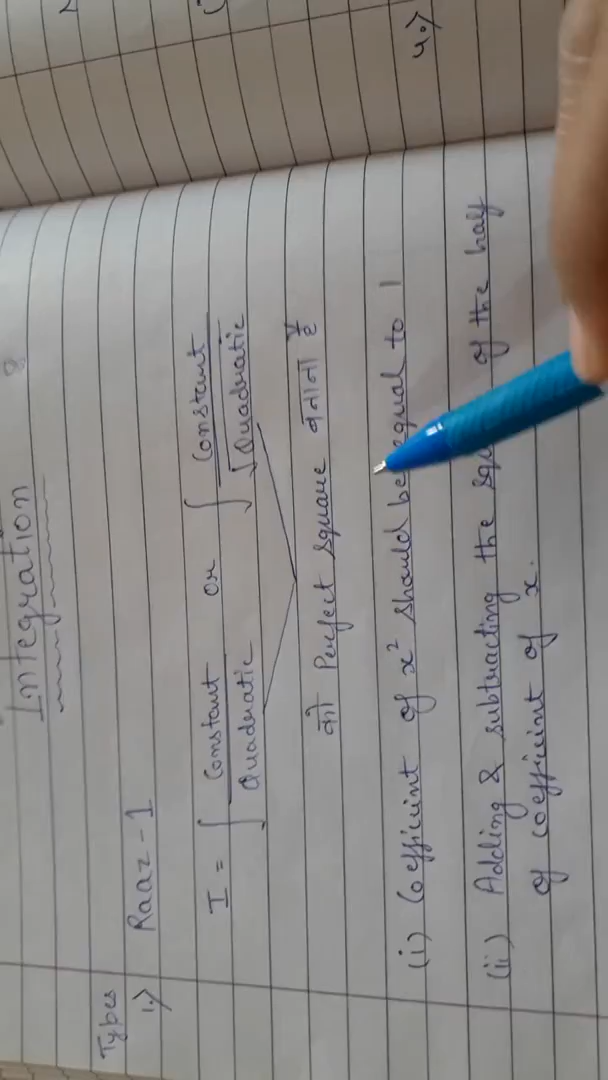 Integration
Types
1.) Raaz - 1
I = ∫ Constant / Quadratic or ∫ Constant / √Quadratic
को Perfect square बनाना है
(i) Coefficient of x² should be equal to 1
(ii) Adding & subtracting the squ of the half
of coefficient of x.
4.)